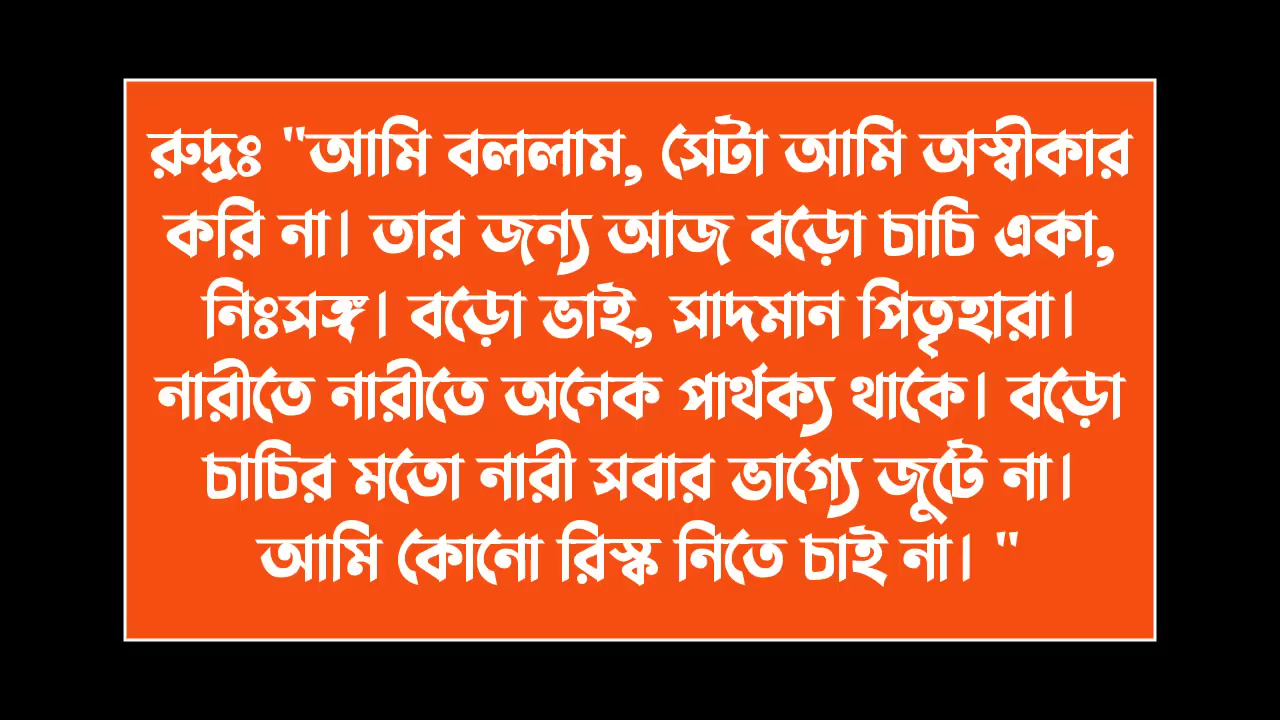 রুদ্রঃ "আমি বললাম, সেটা আমি অস্বীকার
করি না। তার জন্য আজ বড়ো চাচি একা,
নিঃসঙ্গ। বড়ো ভাই, সাদমান পিতৃহারা।
নারীতে নারীতে অনেক পার্থক্য থাকে। বড়ো
চাচির মতো নারী সবার ভাগ্যে জুটে না।
আমি কোনো রিস্ক নিতে চাই না। "